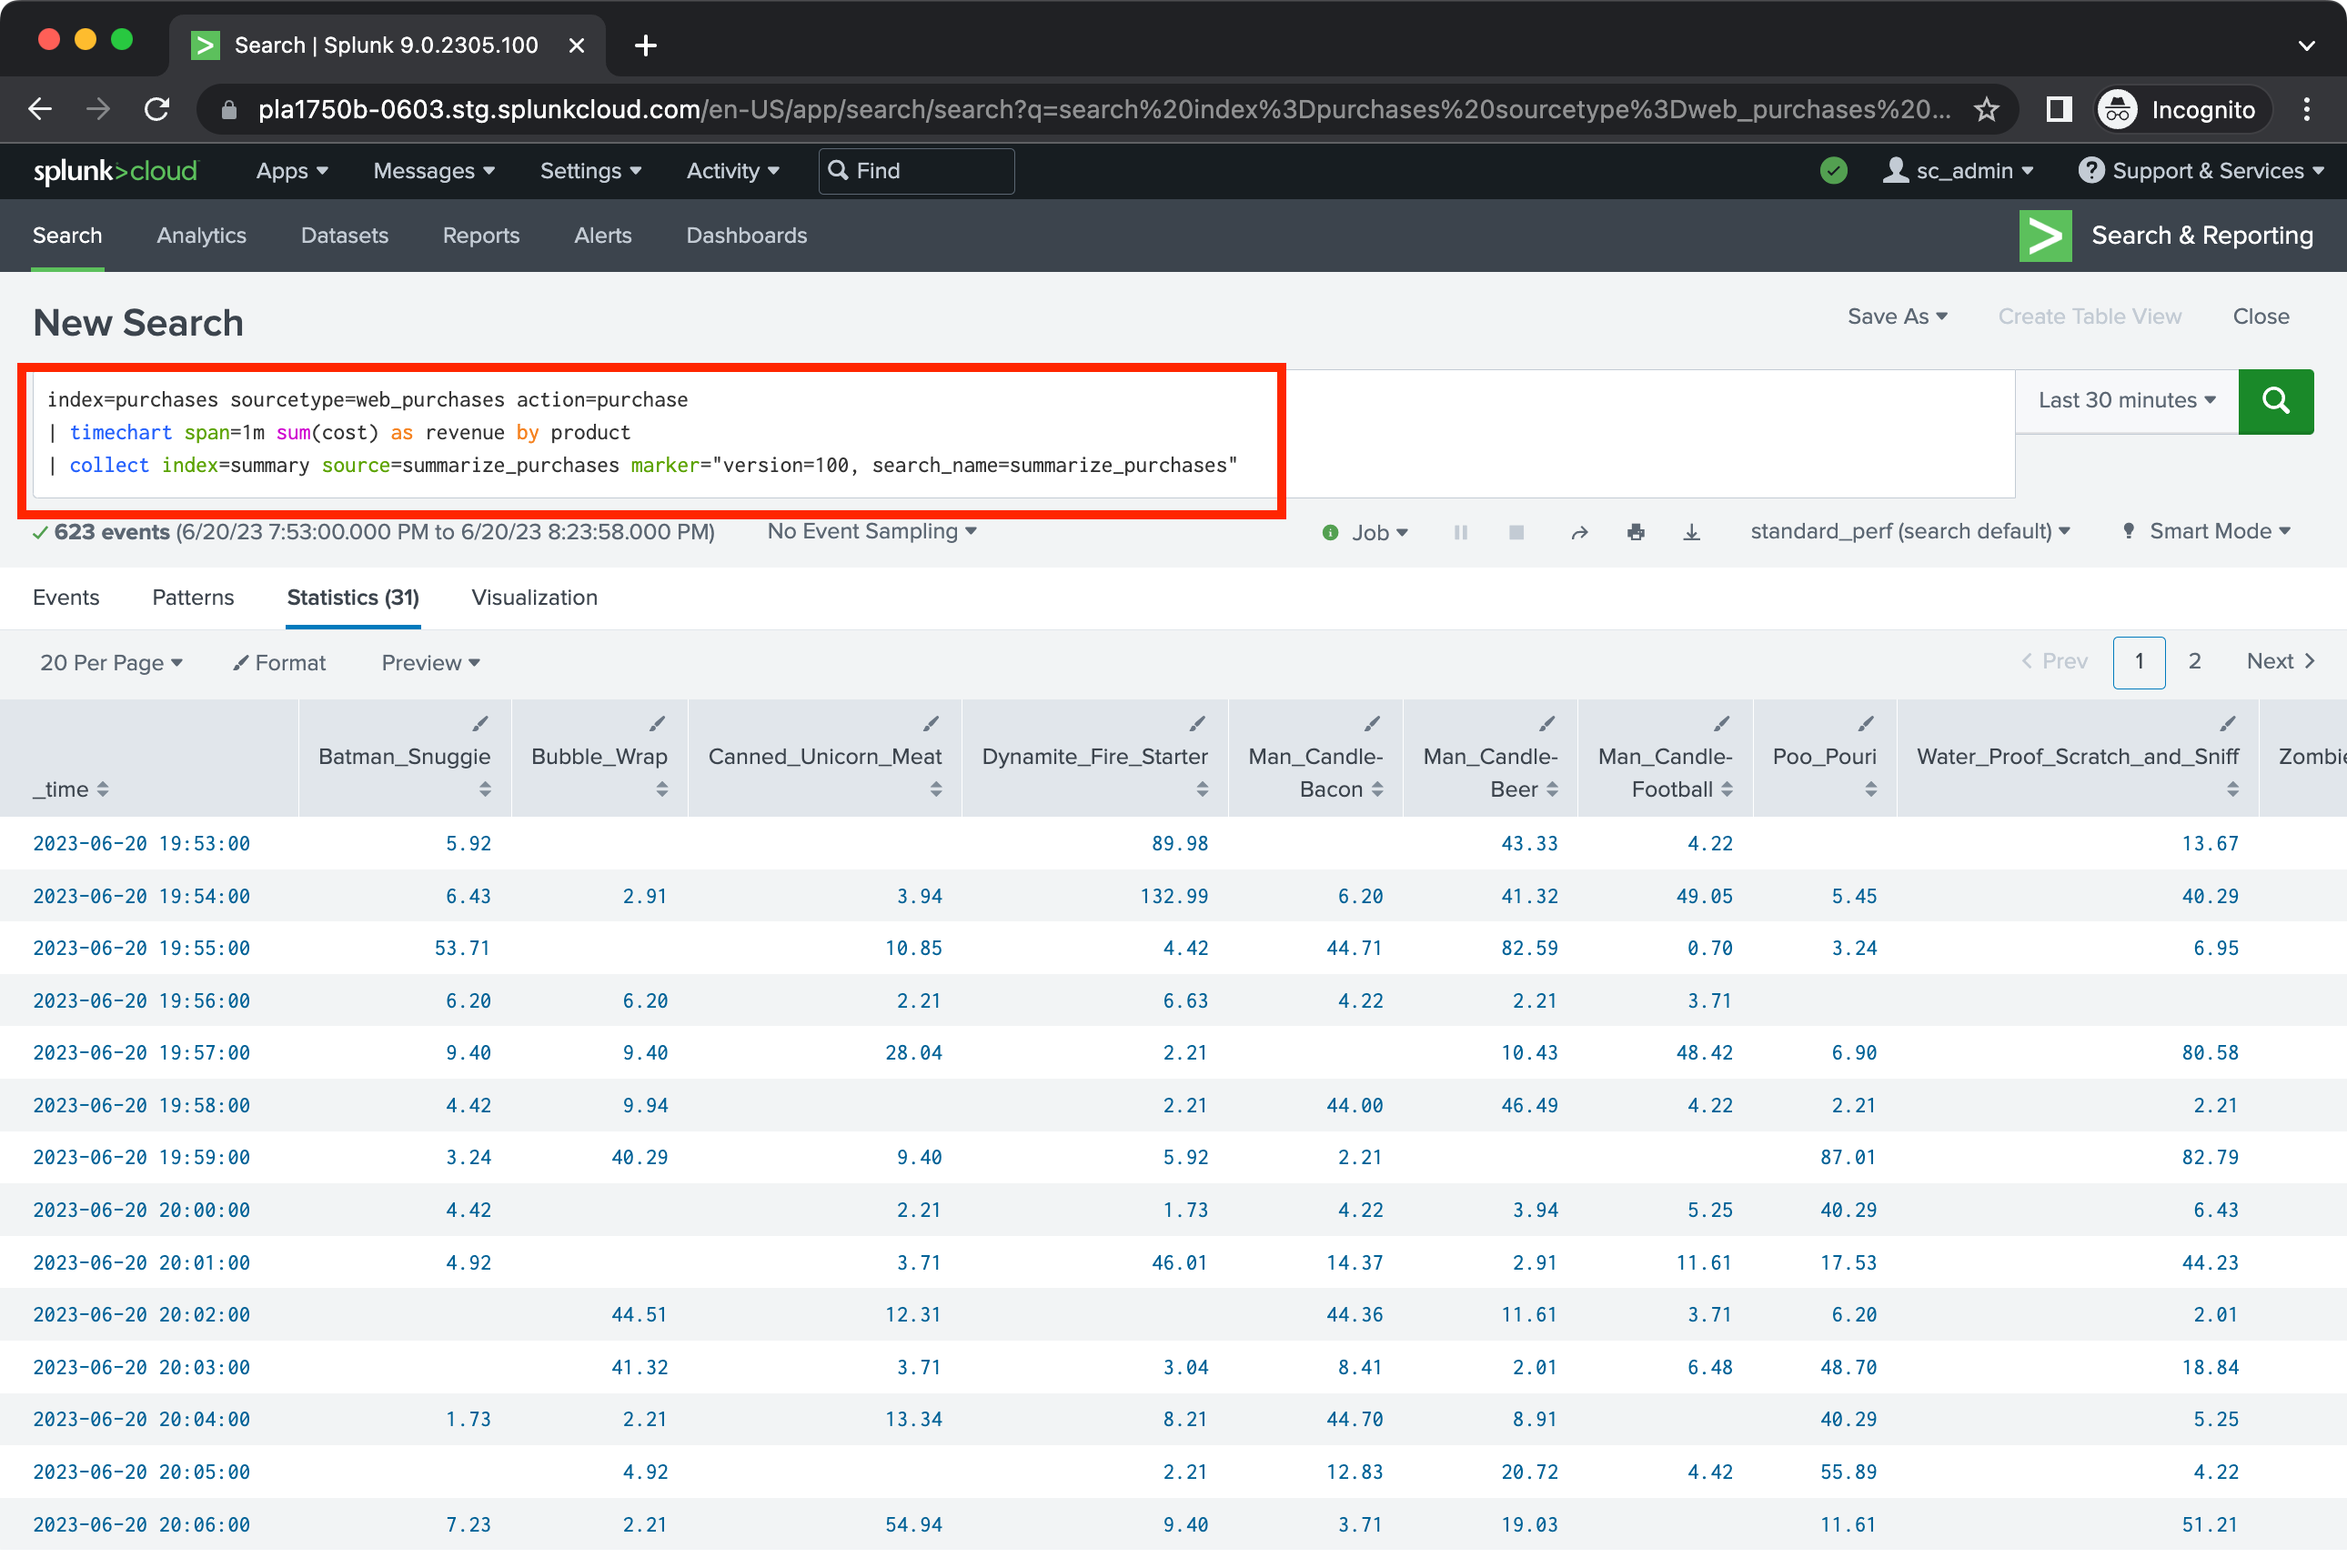 Search | Splunk 9.0.2305.100
pla1750b-0603.stg.splunkcloud.com/en-US/app/search/search?q=search%20index%3Dpurchases%20sourcetype%3Dweb_purchases%20... Incognito
splunk>cloud Apps Messages Settings Activity Find sc_admin ? Support & Services
Search Analytics Datasets Reports Alerts Dashboards > Search & Reporting
New Search Save As Create Table View Close
index=purchases sourcetype=web_purchases action=purchase Last 30 minutes
| timechart span=1m sum(cost) as revenue by product
| collect index=summary source=summarize_purchases marker="version=100, search_name=summarize_purchases"
623 events (6/20/23 7:53:00.000 PM to 6/20/23 8:23:58.000 PM) No Event Sampling Job standard_perf (search default) Smart Mode
Events Patterns Statistics (31) Visualization
20 Per Page Format Preview < Prev 1 2 Next >
_time Batman_Snuggie Bubble_Wrap Canned_Unicorn_Meat Dynamite_Fire_Starter Man_Candle-Bacon Man_Candle-Beer Man_Candle-Football Poo_Pouri Water_Proof_Scratch_and_Sniff Zombie
2023-06-20 19:53:00 5.92 89.98 43.33 4.22 13.67
2023-06-20 19:54:00 6.43 2.91 3.94 132.99 6.20 41.32 49.05 5.45 40.29
2023-06-20 19:55:00 53.71 10.85 4.42 44.71 82.59 0.70 3.24 6.95
2023-06-20 19:56:00 6.20 6.20 2.21 6.63 4.22 2.21 3.71
2023-06-20 19:57:00 9.40 9.40 28.04 2.21 10.43 48.42 6.90 80.58
2023-06-20 19:58:00 4.42 9.94 2.21 44.00 46.49 4.22 2.21 2.21
2023-06-20 19:59:00 3.24 40.29 9.40 5.92 2.21 87.01 82.79
2023-06-20 20:00:00 4.42 2.21 1.73 4.22 3.94 5.25 40.29 6.43
2023-06-20 20:01:00 4.92 3.71 46.01 14.37 2.91 11.61 17.53 44.23
2023-06-20 20:02:00 44.51 12.31 44.36 11.61 3.71 6.20 2.01
2023-06-20 20:03:00 41.32 3.71 3.04 8.41 2.01 6.48 48.70 18.84
2023-06-20 20:04:00 1.73 2.21 13.34 8.21 44.70 8.91 40.29 5.25
2023-06-20 20:05:00 4.92 2.21 12.83 20.72 4.42 55.89 4.22
2023-06-20 20:06:00 7.23 2.21 54.94 9.40 3.71 19.03 11.61 51.21